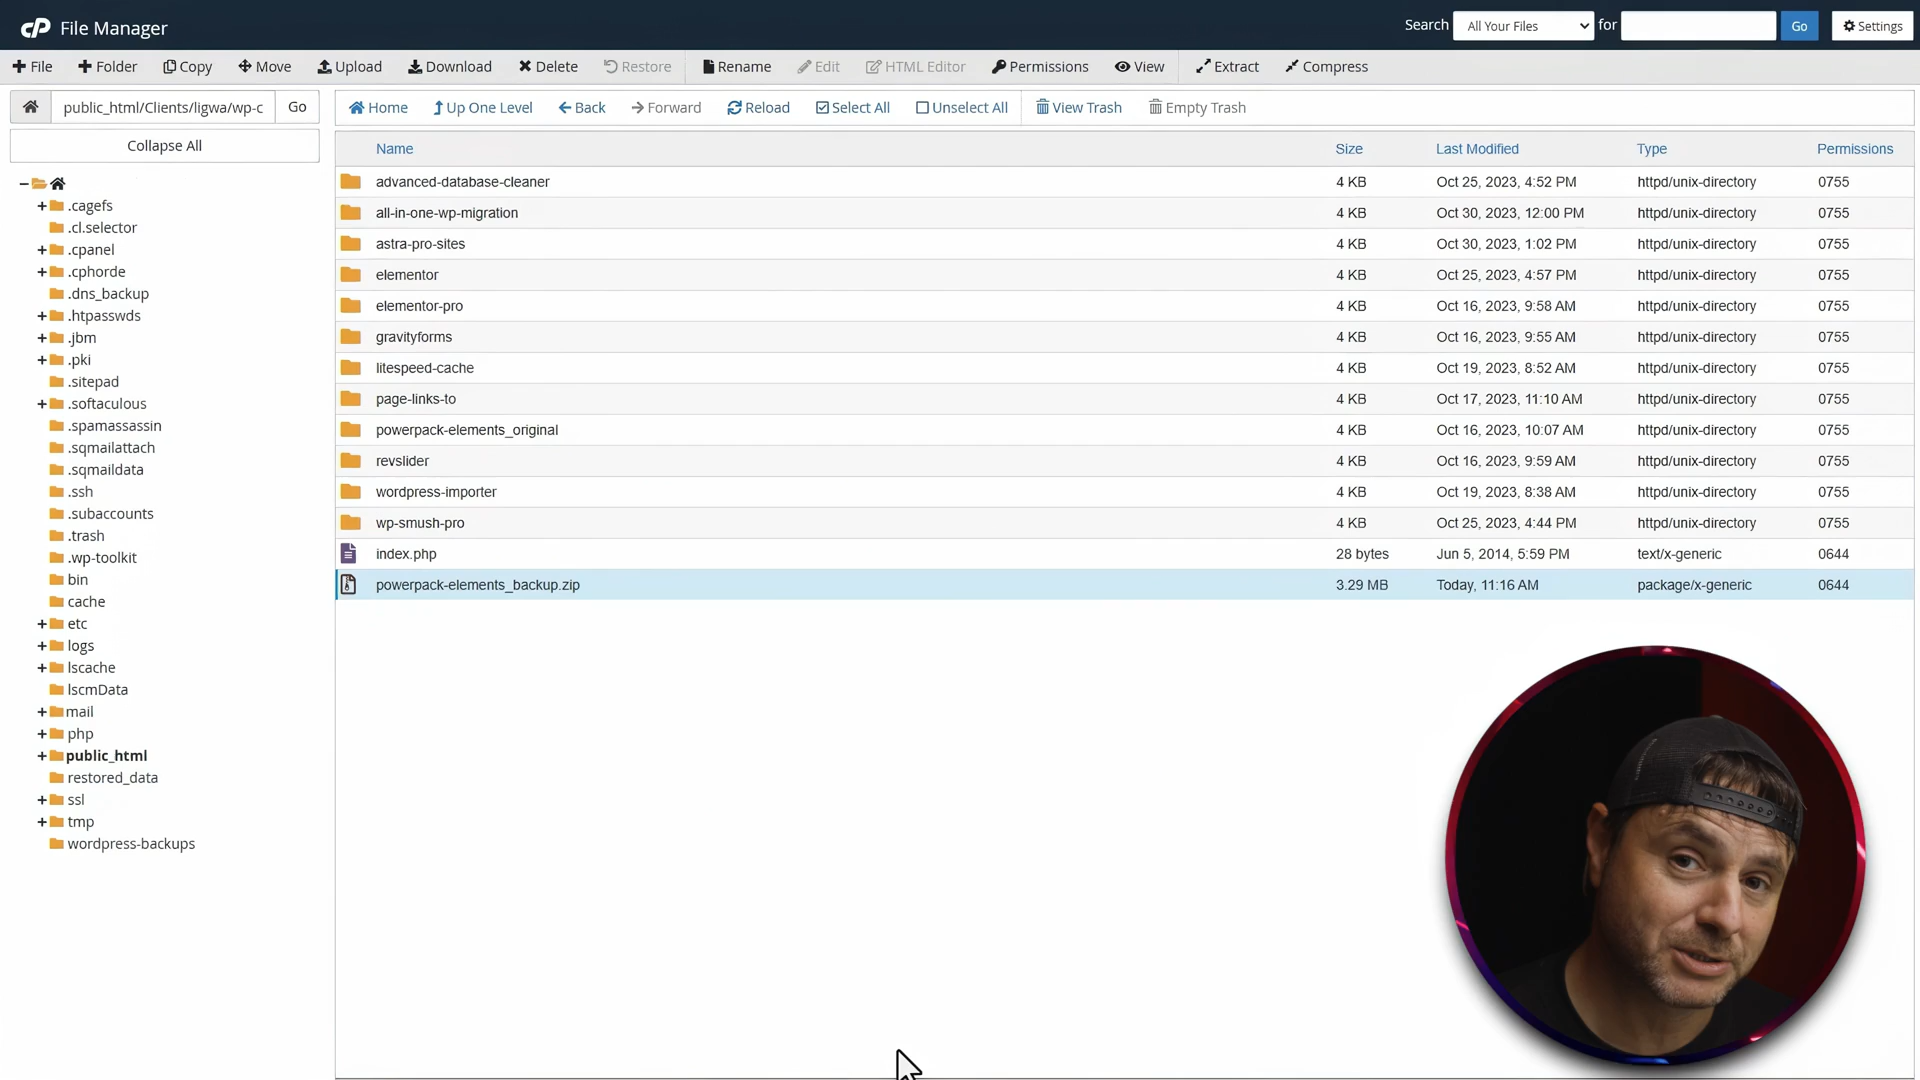 cP File Manager
Search All Your Files for Go Settings
File Folder Copy Move Upload Download Delete Restore Rename Edit HTML Editor Permissions View Extract Compress
public_html/Clients/ligwa/wp-c Go
Home Up One Level Back Forward Reload Select All Unselect All View Trash Empty Trash
Collapse All
.cagefs
.cl.selector
.cpanel
.cphorde
.dns_backup
.htpasswds
.jbm
.pki
.sitepad
.softaculous
.spamassassin
.sqmailattach
.sqmaildata
.ssh
.subaccounts
.trash
.wp-toolkit
bin
cache
etc
logs
lscache
lscmData
mail
php
public_html
restored_data
ssl
tmp
wordpress-backups
Name Size Last Modified Type Permissions
advanced-database-cleaner 4 KB Oct 25, 2023, 4:52 PM httpd/unix-directory 0755
all-in-one-wp-migration 4 KB Oct 30, 2023, 12:00 PM httpd/unix-directory 0755
astra-pro-sites 4 KB Oct 30, 2023, 1:02 PM httpd/unix-directory 0755
elementor 4 KB Oct 25, 2023, 4:57 PM httpd/unix-directory 0755
elementor-pro 4 KB Oct 16, 2023, 9:58 AM httpd/unix-directory 0755
gravityforms 4 KB Oct 16, 2023, 9:55 AM httpd/unix-directory 0755
litespeed-cache 4 KB Oct 19, 2023, 8:52 AM httpd/unix-directory 0755
page-links-to 4 KB Oct 17, 2023, 11:10 AM httpd/unix-directory 0755
powerpack-elements_original 4 KB Oct 16, 2023, 10:07 AM httpd/unix-directory 0755
revslider 4 KB Oct 16, 2023, 9:59 AM httpd/unix-directory 0755
wordpress-importer 4 KB Oct 19, 2023, 8:38 AM httpd/unix-directory 0755
wp-smush-pro 4 KB Oct 25, 2023, 4:44 PM httpd/unix-directory 0755
index.php 28 bytes Jun 5, 2014, 5:59 PM text/x-generic 0644
powerpack-elements_backup.zip 3.29 MB Today, 11:16 AM package/x-generic 0644